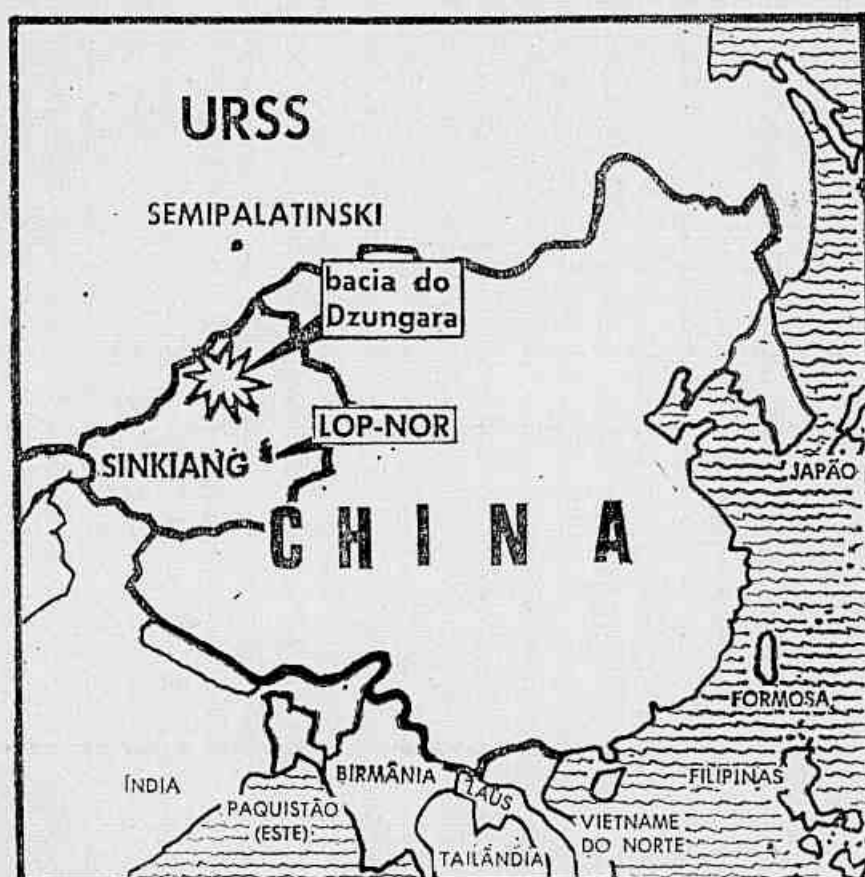 URSS
SEMIPALATINSKI
bacia do
Dzungara
LOP-NOR
SINKIANG
JAPÃO
CHINA
FORMOSA
ÍNDIA
BIRMÂNIA
FILIPINAS
PAQUISTÃO
(ESTE)
LAUS
VIETNAME
DO NORTE
TAILÂNDIA